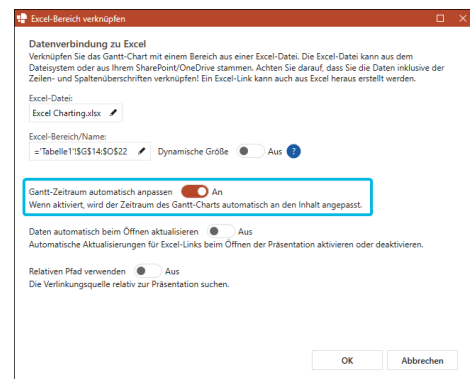 Excel-Bereich verknüpfen
Datenverbindung zu Excel
Verknüpfen Sie das Gantt-Chart mit einem Bereich aus einer Excel-Datei. Die Excel-Datei kann aus dem
Dateisystem oder aus Ihrem SharePoint/OneDrive stammen. Achten Sie darauf, dass Sie die Daten inklusive der
Zeilen- und Spaltenüberschriften verknüpfen! Ein Excel-Link kann auch aus Excel heraus erstellt werden.
Excel-Datei:
Excel Charting.xlsx
Excel-Bereich/Name:
='Tabelle1'!$G$14:$O$22 Dynamische Größe Aus ?
Gantt-Zeitraum automatisch anpassen An
Wenn aktiviert, wird der Zeitraum des Gantt-Charts automatisch an den Inhalt angepasst.
Daten automatisch beim Öffnen aktualisieren Aus
Automatische Aktualisierungen für Excel-Links beim Öffnen der Präsentation aktivieren oder deaktivieren.
Relativen Pfad verwenden Aus
Die Verlinkungsquelle relativ zur Präsentation suchen.
OK Abbrechen